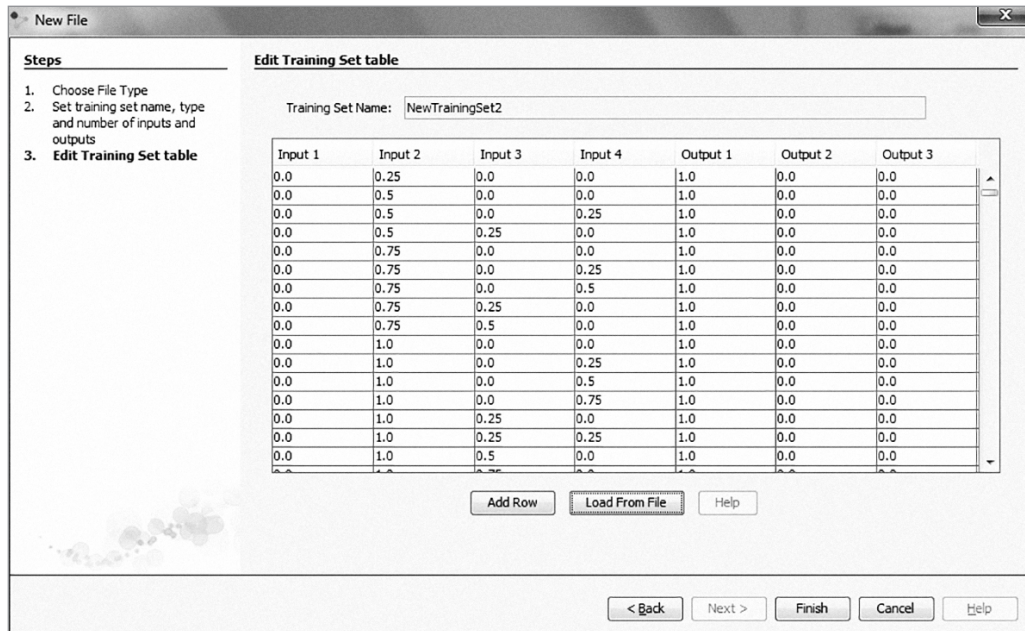 New File
X
Steps
1. Choose File Type
2. Set training set name, type
and number of inputs and
outputs
3. Edit Training Set table
Edit Training Set table
Training Set Name: NewTrainingSet2
Input 1 Input 2 Input 3 Input 4 Output 1 Output 2 Output 3
0.0 0.25 0.0 0.0 1.0 0.0 0.0
0.0 0.5 0.0 0.0 1.0 0.0 0.0
0.0 0.5 0.0 0.25 1.0 0.0 0.0
0.0 0.5 0.25 0.0 1.0 0.0 0.0
0.0 0.75 0.0 0.0 1.0 0.0 0.0
0.0 0.75 0.0 0.25 1.0 0.0 0.0
0.0 0.75 0.0 0.5 1.0 0.0 0.0
0.0 0.75 0.25 0.0 1.0 0.0 0.0
0.0 0.75 0.5 0.0 1.0 0.0 0.0
0.0 1.0 0.0 0.0 1.0 0.0 0.0
0.0 1.0 0.0 0.25 1.0 0.0 0.0
0.0 1.0 0.0 0.5 1.0 0.0 0.0
0.0 1.0 0.0 0.75 1.0 0.0 0.0
0.0 1.0 0.25 0.0 1.0 0.0 0.0
0.0 1.0 0.25 0.25 1.0 0.0 0.0
0.0 1.0 0.5 0.0 1.0 0.0 0.0
Add Row Load From File Help
< Back Next > Finish Cancel Help